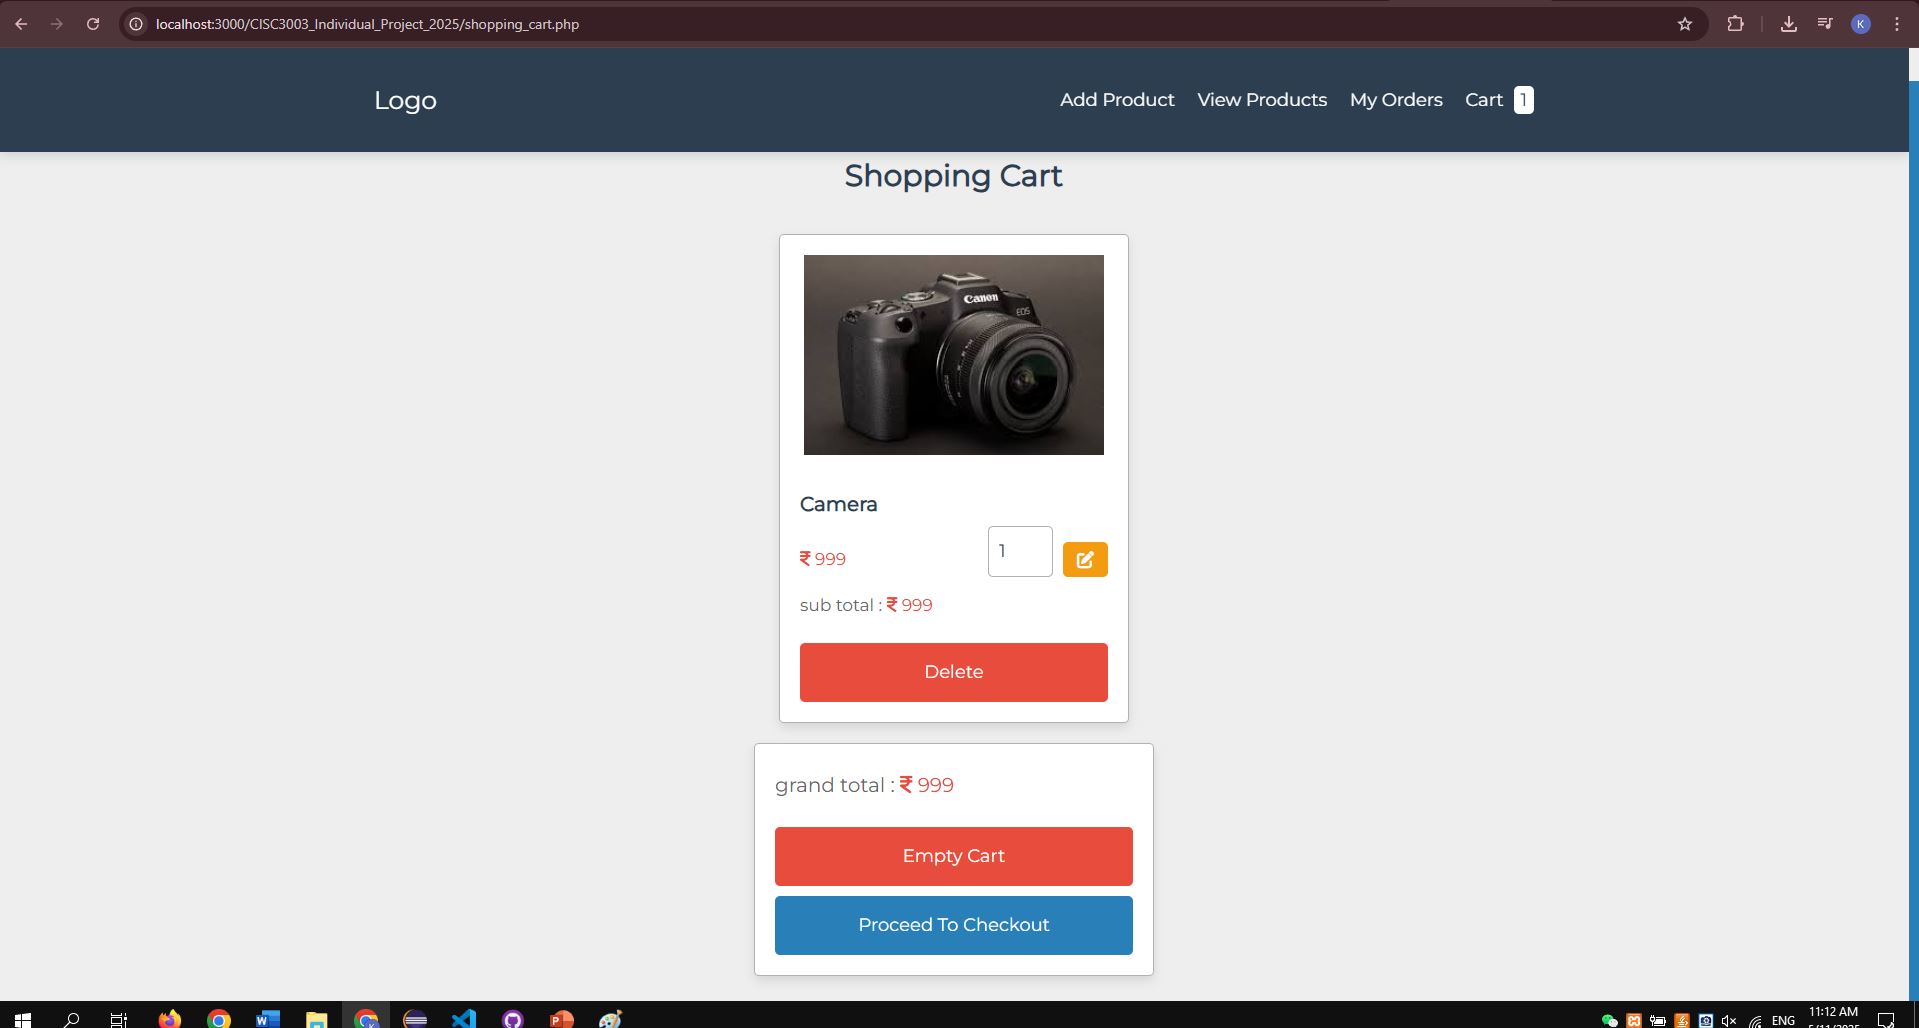 localhost:3000/CISC3003_Individual_Project_2025/shopping_cart.php
K
Logo
Add Product View Products My Orders Cart 1
Shopping Cart
Canon
EOS
Camera
₹ 999
1
sub total : ₹ 999
Delete
grand total : ₹ 999
Empty Cart
Proceed To Checkout
ENG
11:12 AM